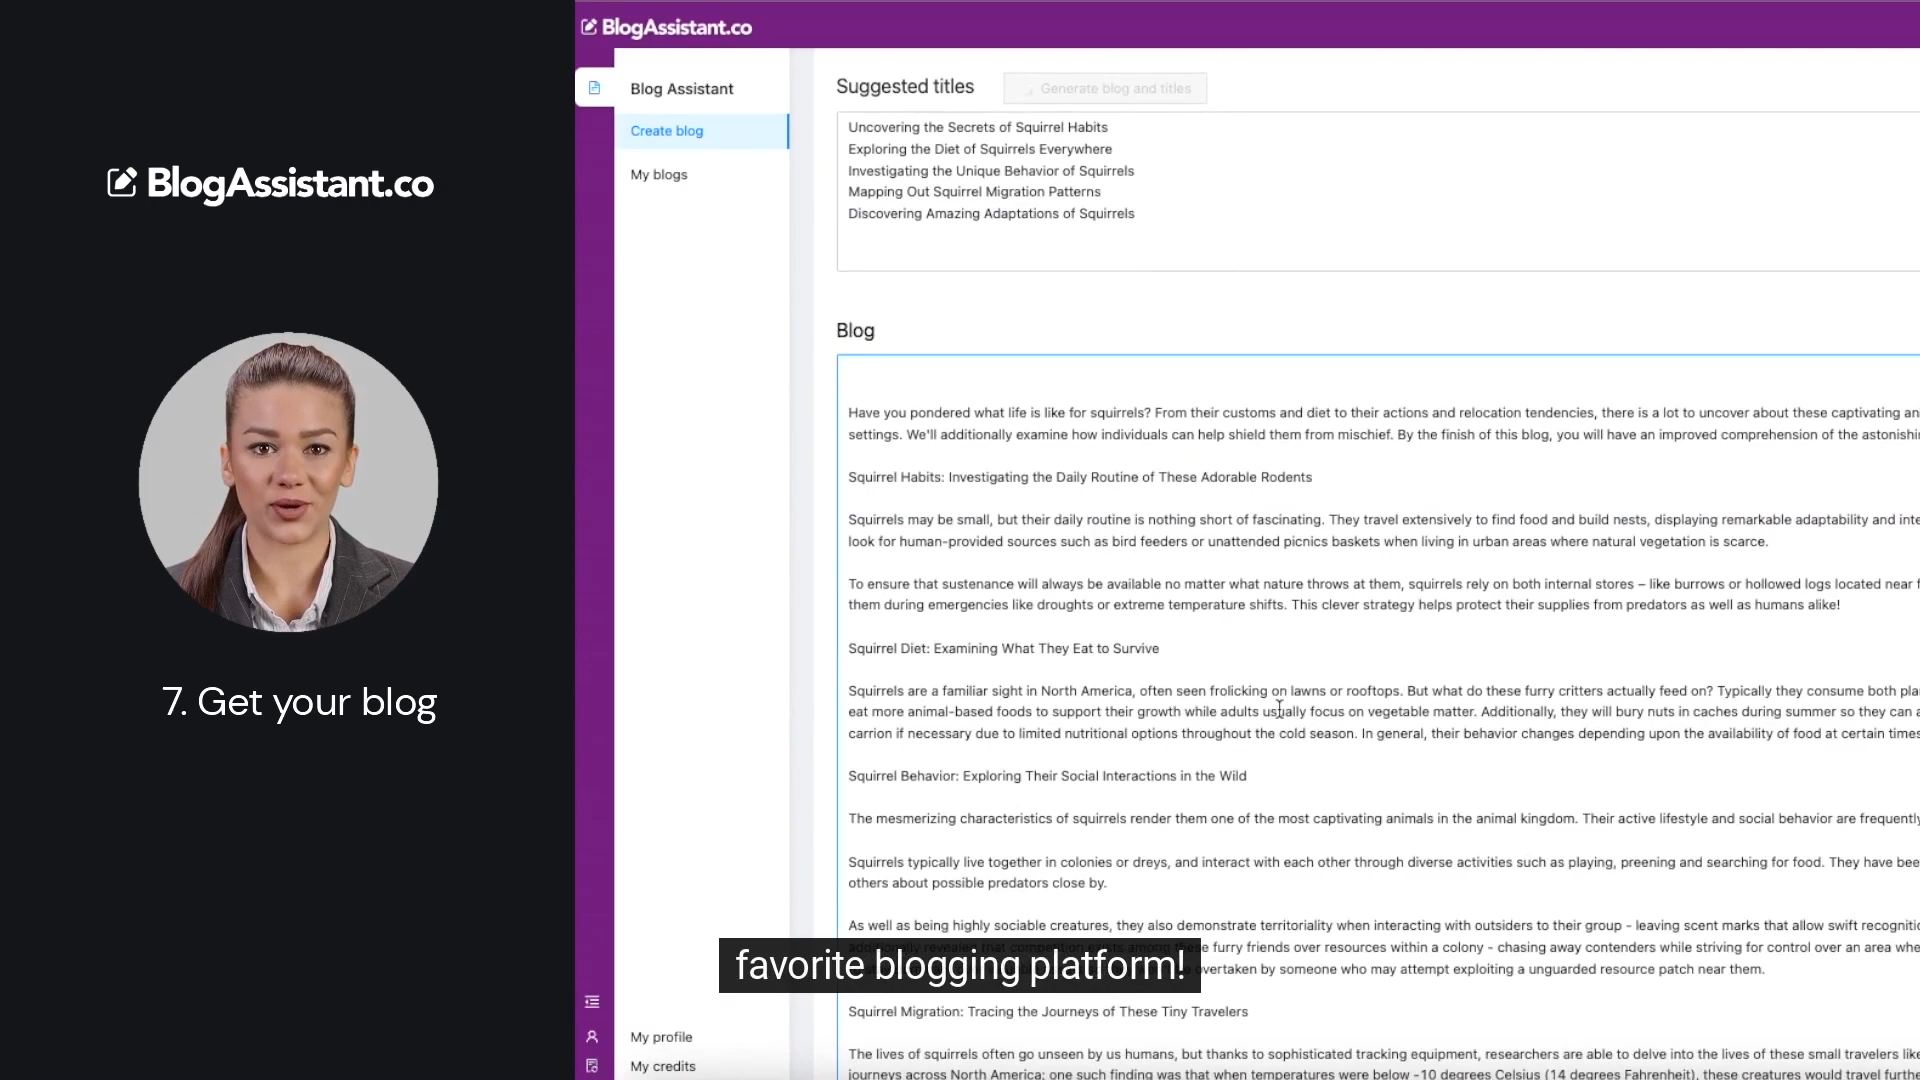 BlogAssistant.co
7. Get your blog
BlogAssistant.co
Blog Assistant
Create blog
My blogs
My profile
My credits
Suggested titles
Generate blog and titles
Uncovering the Secrets of Squirrel Habits
Exploring the Diet of Squirrels Everywhere
Investigating the Unique Behavior of Squirrels
Mapping Out Squirrel Migration Patterns
Discovering Amazing Adaptations of Squirrels
Blog
Have you pondered what life is like for squirrels? From their customs and diet to their actions and relocation tendencies, there is a lot to uncover about these captivating an
settings. We'll additionally examine how individuals can help shield them from mischief. By the finish of this blog, you will have an improved comprehension of the astonishi
Squirrel Habits: Investigating the Daily Routine of These Adorable Rodents
Squirrels may be small, but their daily routine is nothing short of fascinating. They travel extensively to find food and build nests, displaying remarkable adaptability and inte
look for human-provided sources such as bird feeders or unattended picnics baskets when living in urban areas where natural vegetation is scarce.
To ensure that sustenance will always be available no matter what nature throws at them, squirrels rely on both internal stores – like burrows or hollowed logs located near f
them during emergencies like droughts or extreme temperature shifts. This clever strategy helps protect their supplies from predators as well as humans alike!
Squirrel Diet: Examining What They Eat to Survive
Squirrels are a familiar sight in North America, often seen frolicking on lawns or rooftops. But what do these furry critters actually feed on? Typically they consume both pla
eat more animal-based foods to support their growth while adults usually focus on vegetable matter. Additionally, they will bury nuts in caches during summer so they can a
carrion if necessary due to limited nutritional options throughout the cold season. In general, their behavior changes depending upon the availability of food at certain times
Squirrel Behavior: Exploring Their Social Interactions in the Wild
The mesmerizing characteristics of squirrels render them one of the most captivating animals in the animal kingdom. Their active lifestyle and social behavior are frequently
Squirrels typically live together in colonies or dreys, and interact with each other through diverse activities such as playing, preening and searching for food. They have bee
others about possible predators close by.
As well as being highly sociable creatures, they also demonstrate territoriality when interacting with outsiders to their group - leaving scent marks that allow swift recognitio
additionally revealed that competition exists among these furry friends over resources within a colony - chasing away contenders while striving for control over an area whe
overtaken by someone who may attempt exploiting a unguarded resource patch near them.
favorite blogging platform!
Squirrel Migration: Tracing the Journeys of These Tiny Travelers
The lives of squirrels often go unseen by us humans, but thanks to sophisticated tracking equipment, researchers are able to delve into the lives of these small travelers like
journeys across North America; one such finding was that when temperatures were below -10 degrees Celsius (14 degrees Fahrenheit), these creatures would travel furthe